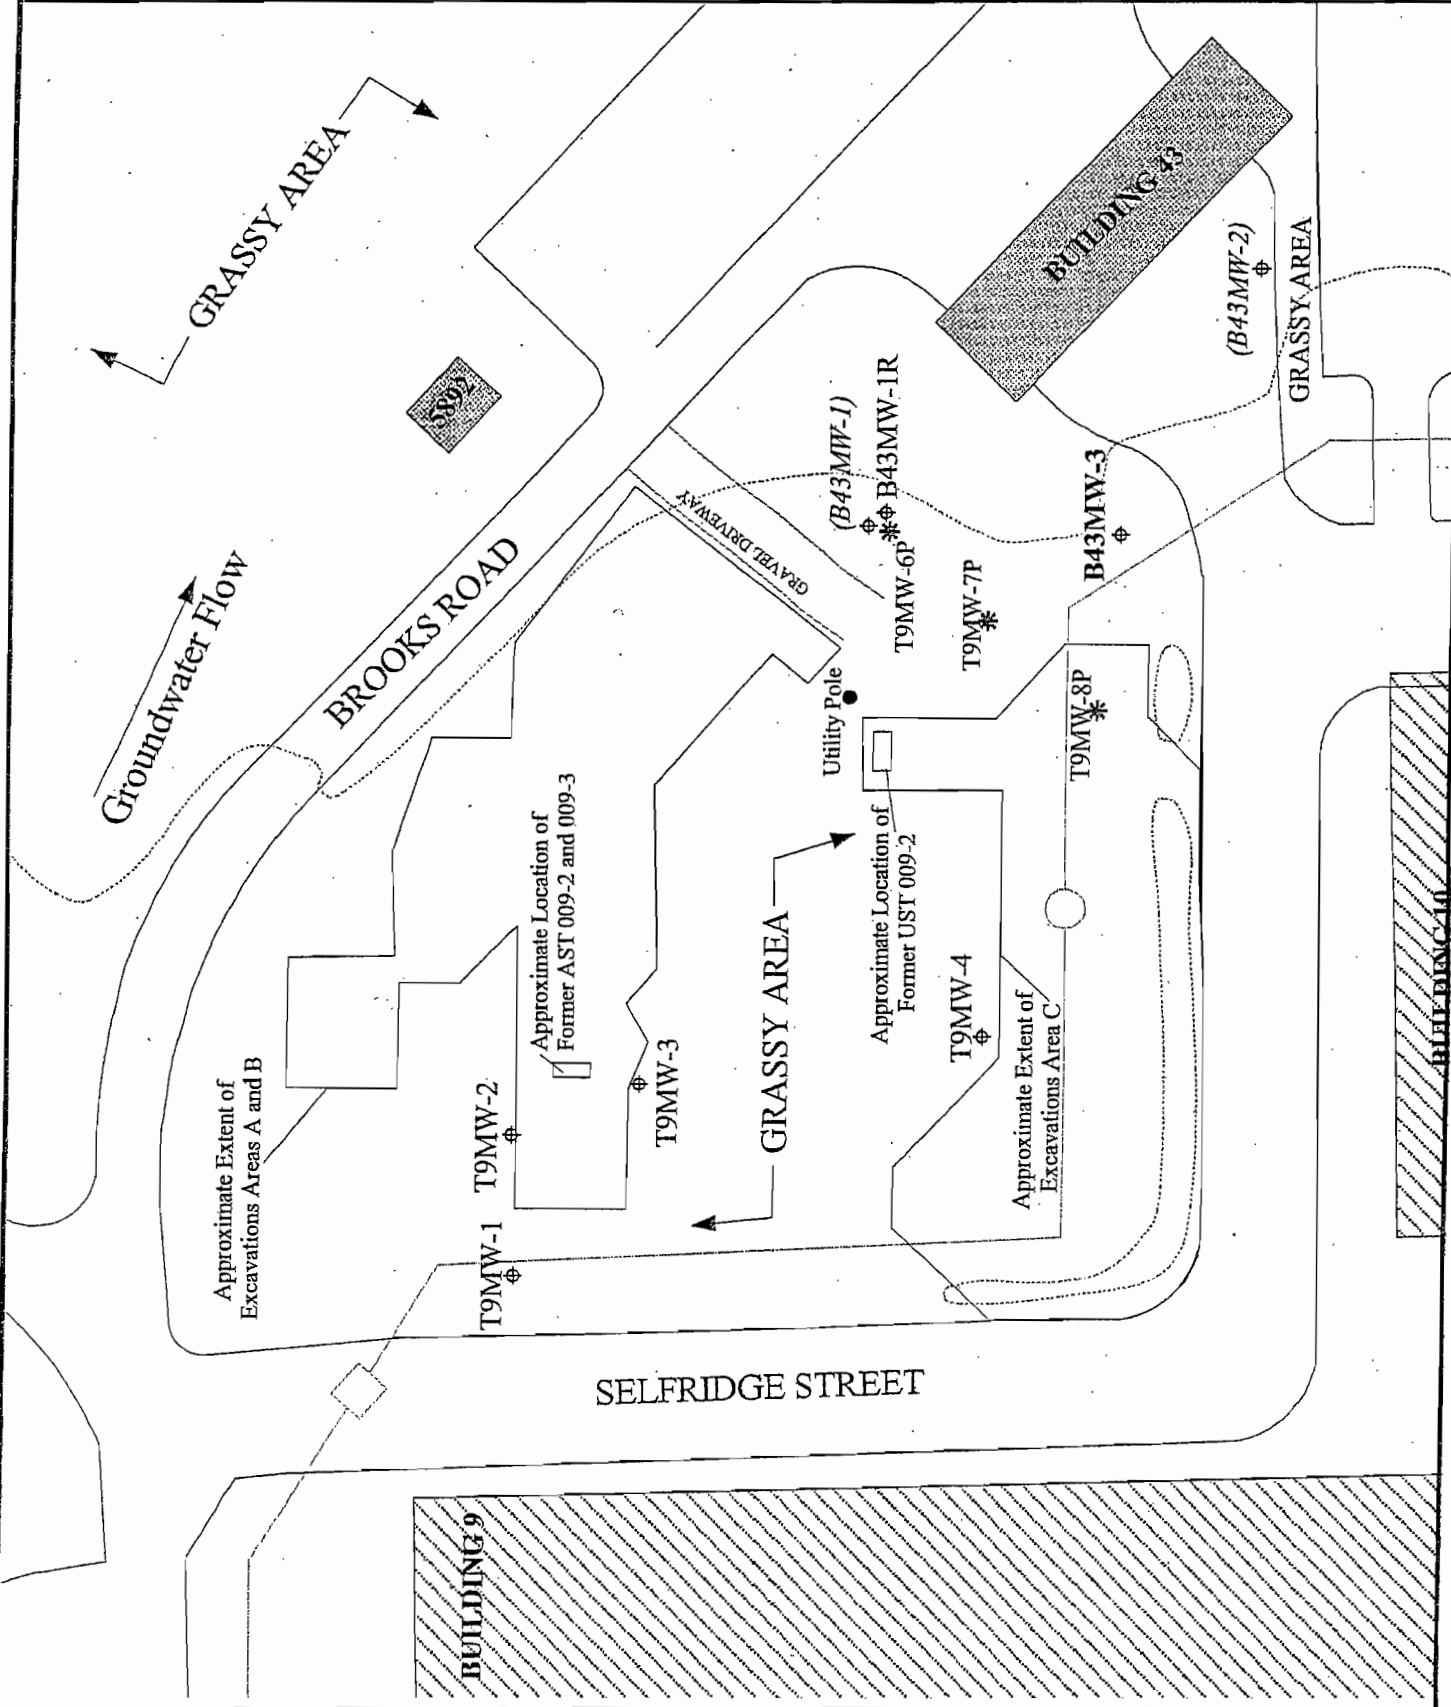 GRASSY AREA
5892
BUILDING 43
(B43MW-2)
GRASSY AREA
Groundwater Flow
BROOKS ROAD
GRAVEL DRIVEWAY
(B43MW-1)
B43MW-1R
T9MW-6P
T9MW-7P
B43MW-3
T9MW-8P
Utility Pole
Approximate Location of
Former AST 009-2 and 009-3
Approximate Location of
Former UST 009-2
GRASSY AREA
T9MW-4
Approximate Extent of
Excavations Area C
Approximate Extent of
Excavations Areas A and B
T9MW-2
T9MW-3
T9MW-1
SELFRIDGE STREET
BUILDING 9
BUILDING 10